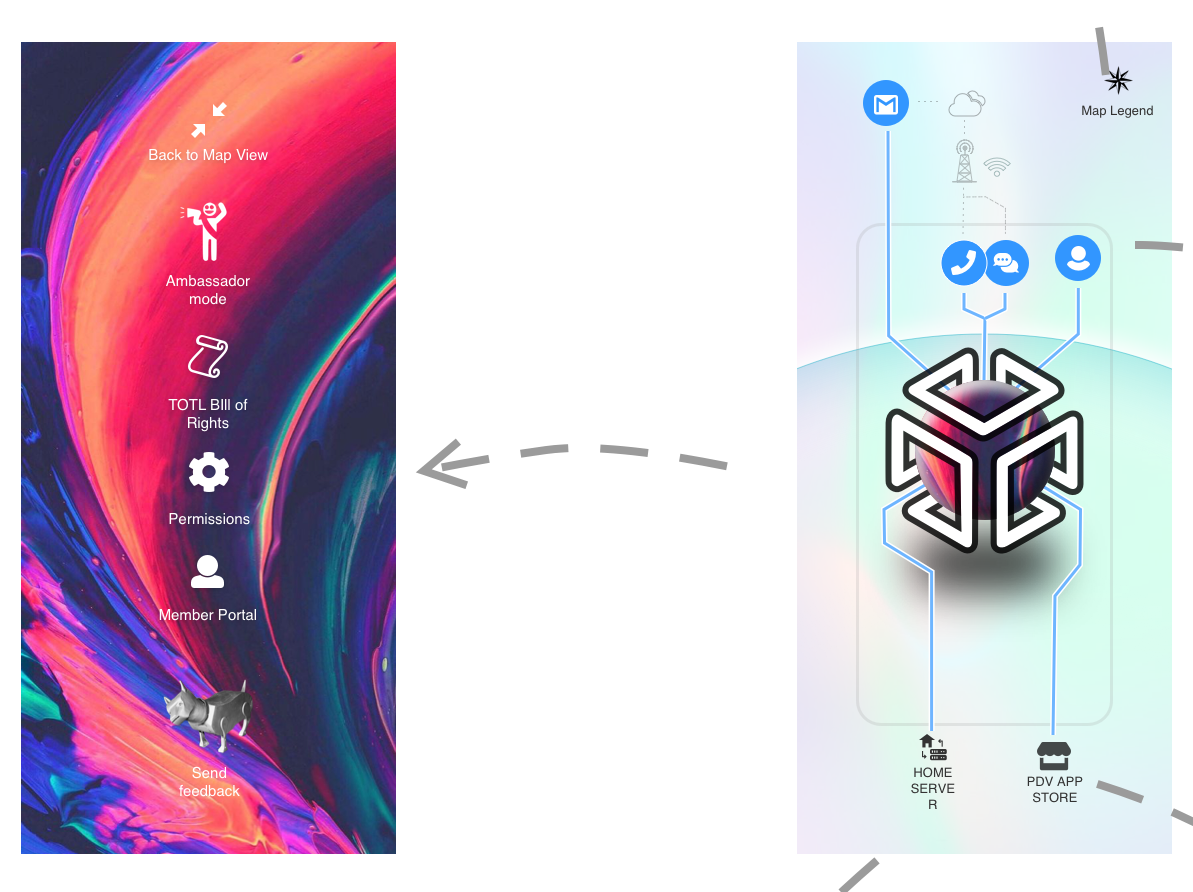 Back to Map View
Ambassador
mode
TOTL BIll of
Rights
Permissions
Member Portal
Send
feedback
Map Legend
HOME
SERVE
R
PDV APP
STORE